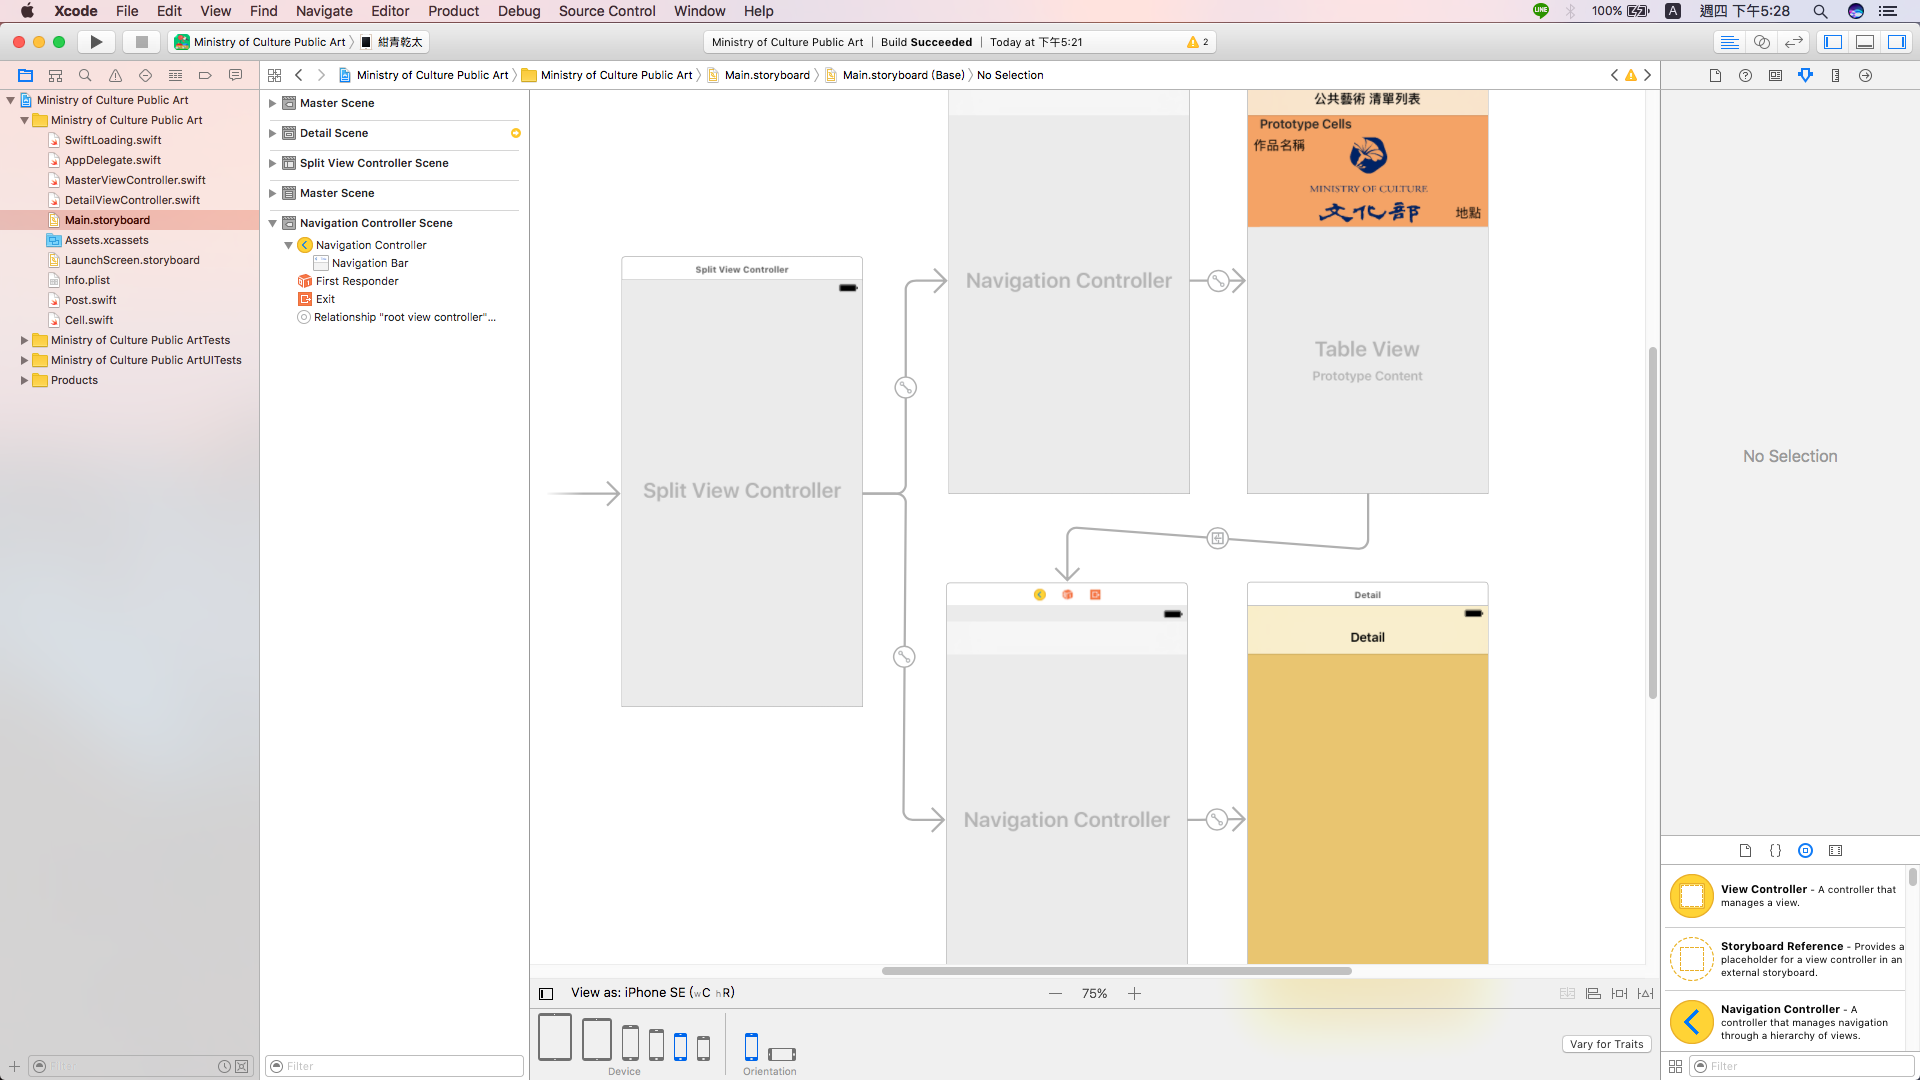 Xcode File Edit View Find Navigate Editor Product Debug Source Control Window Help
LINE 100% A 週四 下午5:28
Ministry of Culture Public Art 紺青乾太
Ministry of Culture Public Art | Build Succeeded | Today at 下午5:21
2
Ministry of Culture Public Art Ministry of Culture Public Art Main.storyboard Main.storyboard (Base) No Selection
Ministry of Culture Public Art
Ministry of Culture Public Art
SwiftLoading.swift
AppDelegate.swift
MasterViewController.swift
DetailViewController.swift
Main.storyboard
Assets.xcassets
LaunchScreen.storyboard
Info.plist
Post.swift
Cell.swift
Ministry of Culture Public ArtTests
Ministry of Culture Public ArtUITests
Products
Filter
Master Scene
Detail Scene
Split View Controller Scene
Master Scene
Navigation Controller Scene
Navigation Controller
Navigation Bar
First Responder
Exit
Relationship "root view controller"...
Filter
Split View Controller
Split View Controller
Navigation Controller
公共藝術 清單列表
Prototype Cells
作品名稱
MINISTRY OF CULTURE
文化部
地點
Table View
Prototype Content
Navigation Controller
Detail
Detail
View as: iPhone SE (wC hR)
75%
Device
Orientation
Vary for Traits
No Selection
{}
View Controller - A controller that
manages a view.
Storyboard Reference - Provides a
placeholder for a view controller in an
external storyboard.
Navigation Controller - A
controller that manages navigation
through a hierarchy of views.
Filter